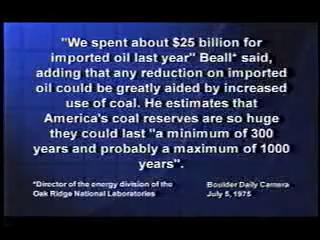 "We spent about $25 billion for
imported oil last year" Beall* said,
adding that any reduction on imported
oil could be greatly aided by increased
use of coal. He estimates that
America's coal reserves are so huge
they could last "a minimum of 300
years and probably a maximum of 1000
years".
*Director of the energy division of the
Oak Ridge National Laboratories
Boulder Daily Camera
July 5, 1975